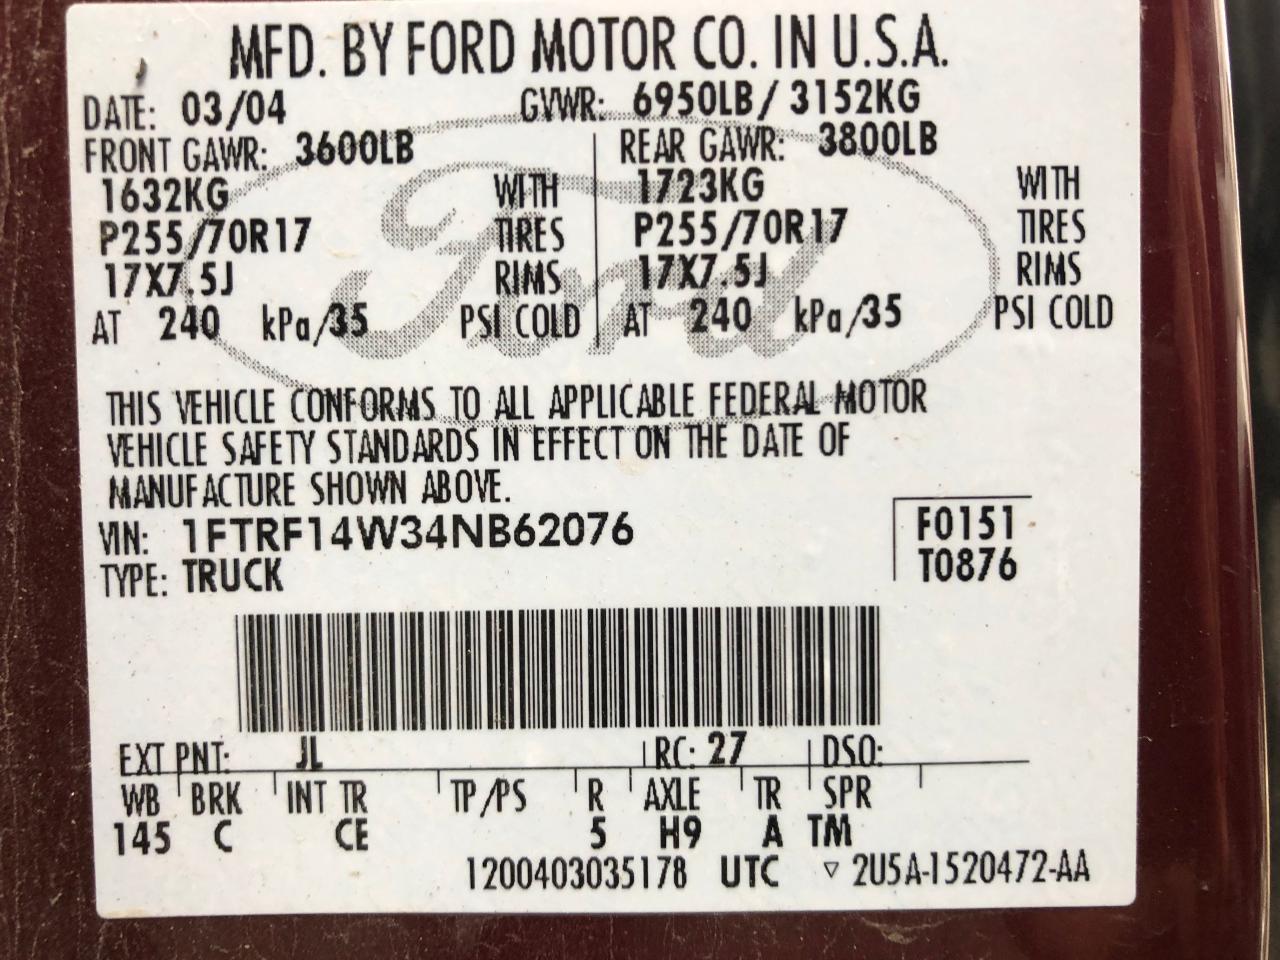 MFD. BY FORD MOTOR CO. IN U.S.A.
DATE: 03/04 GVWR: 6950LB / 3152KG
FRONT GAWR: 3600LB REAR GAWR: 3800LB
1632KG WITH 1723KG WITH
P255/70R17 TIRES P255/70R17 TIRES
17X7.5J RIMS 17X7.5J RIMS
AT 240 kPa/35 PSI COLD AT 240 kPa/35 PSI COLD
Ford
THIS VEHICLE CONFORMS TO ALL APPLICABLE FEDERAL MOTOR
VEHICLE SAFETY STANDARDS IN EFFECT ON THE DATE OF
MANUFACTURE SHOWN ABOVE.
VIN: 1FTRF14W34NB62076 F0151
TYPE: TRUCK T0876
EXT PNT: JL RC: 27 DSO:
WB BRK INT TR TP/PS R AXLE TR SPR
145 C CE 5 H9 A TM
1200403035178 UTC ▽ 2U5A-1520472-AA